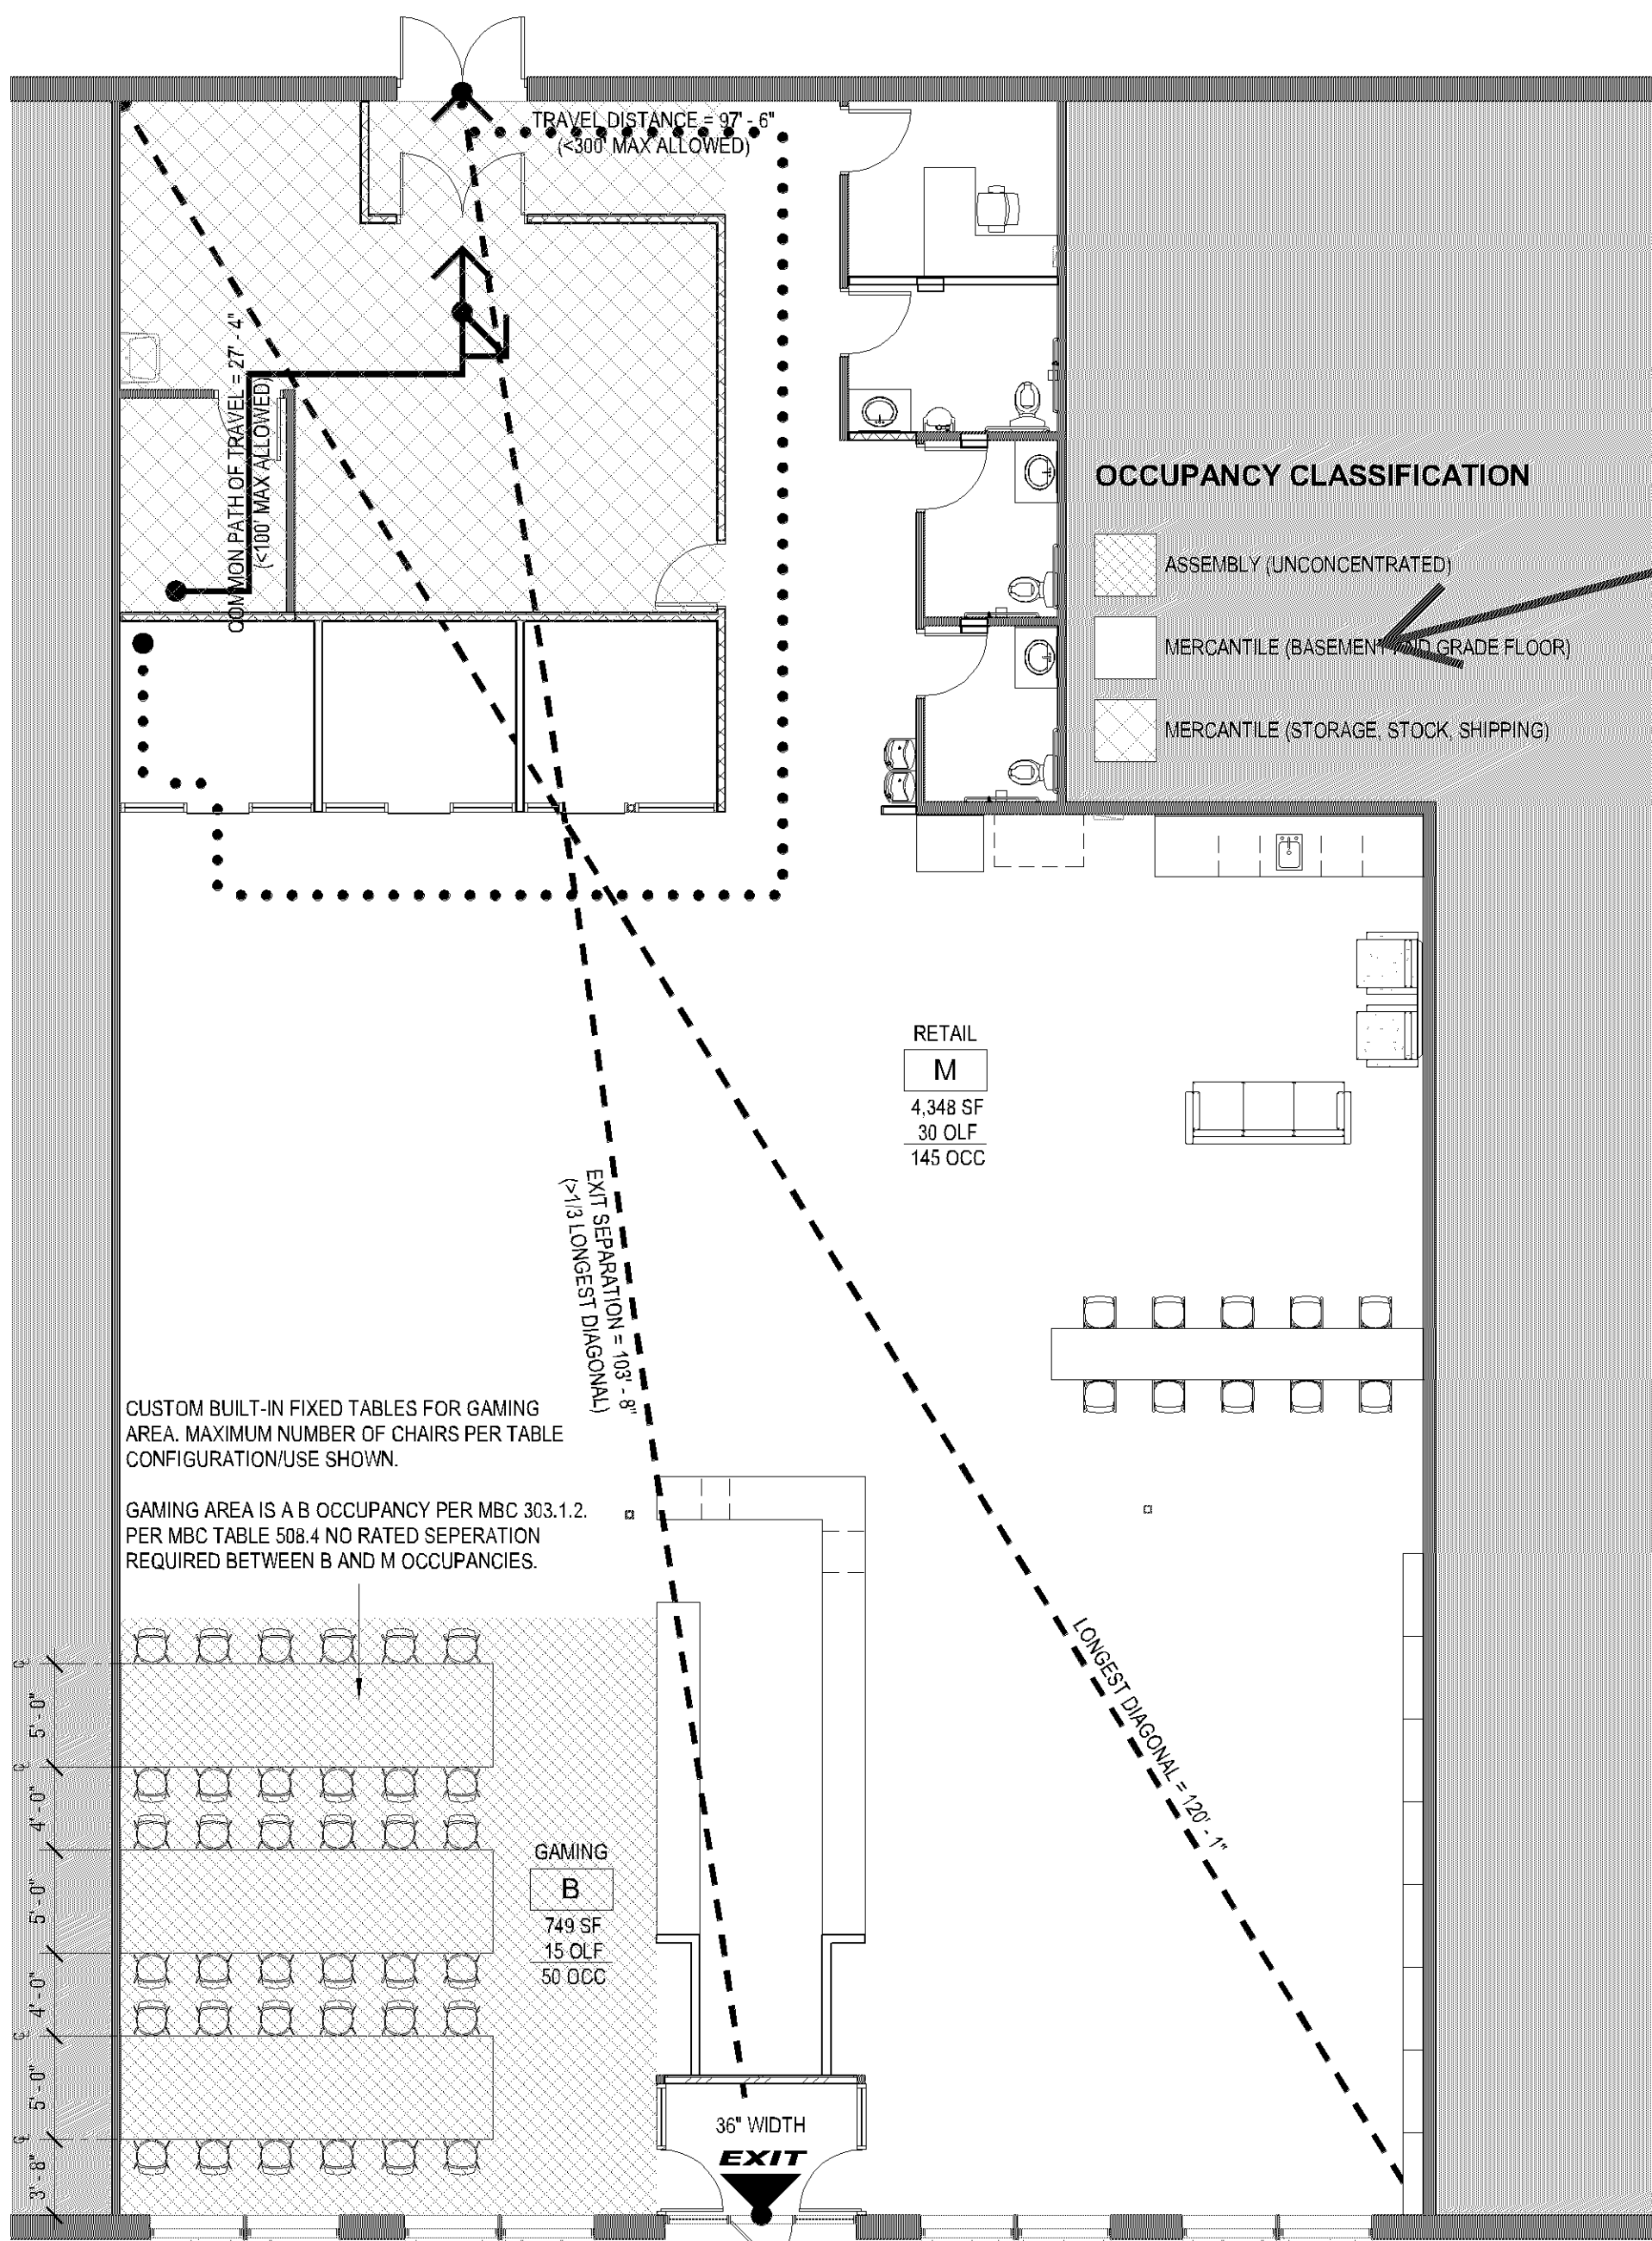 TRAVEL DISTANCE = 97' - 6"
(<300' MAX ALLOWED)
COMMON PATH OF TRAVEL = 27' - 4"
(<100' MAX ALLOWED)
OCCUPANCY CLASSIFICATION
ASSEMBLY (UNCONCENTRATED)
MERCANTILE (BASEMENT AND GRADE FLOOR)
MERCANTILE (STORAGE, STOCK, SHIPPING)
RETAIL
M
4,348 SF
30 OLF
145 OCC
EXIT SEPARATION = 103' - 8"
(>1/3 LONGEST DIAGONAL)
CUSTOM BUILT-IN FIXED TABLES FOR GAMING
AREA. MAXIMUM NUMBER OF CHAIRS PER TABLE
CONFIGURATION/USE SHOWN.
GAMING AREA IS A B OCCUPANCY PER MBC 303.1.2.
PER MBC TABLE 508.4 NO RATED SEPERATION
REQUIRED BETWEEN B AND M OCCUPANCIES.
LONGEST DIAGONAL = 120' - 1"
5' - 0"
4' - 0"
5' - 0"
4' - 0"
5' - 0"
3' - 8"
GAMING
B
749 SF
15 OLF
50 OCC
36" WIDTH
EXIT